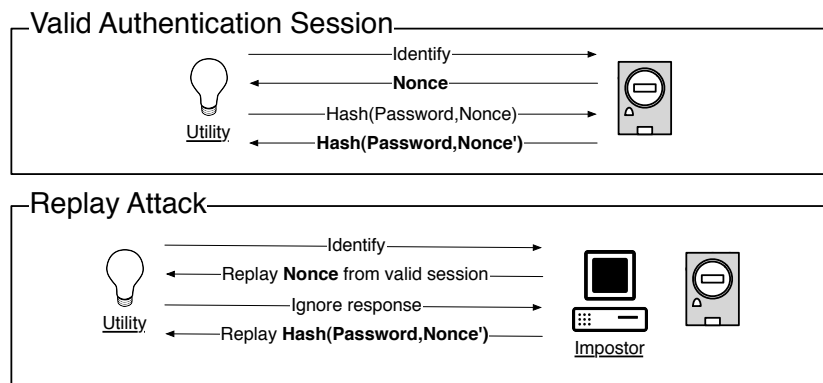 Valid Authentication Session
Identify
Nonce
Hash(Password,Nonce)
Utility
Hash(Password,Nonce')
Replay Attack
Identify
Replay Nonce from valid session
Ignore response
Utility
Replay Hash(Password,Nonce')
Impostor